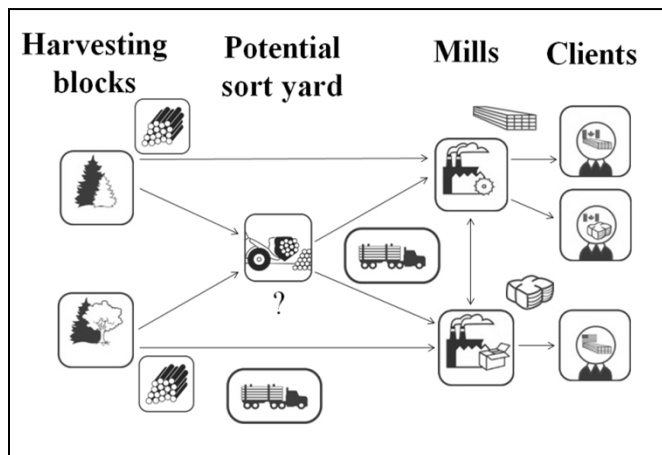 Harvesting
blocks
Potential
sort yard
Mills
Clients
?